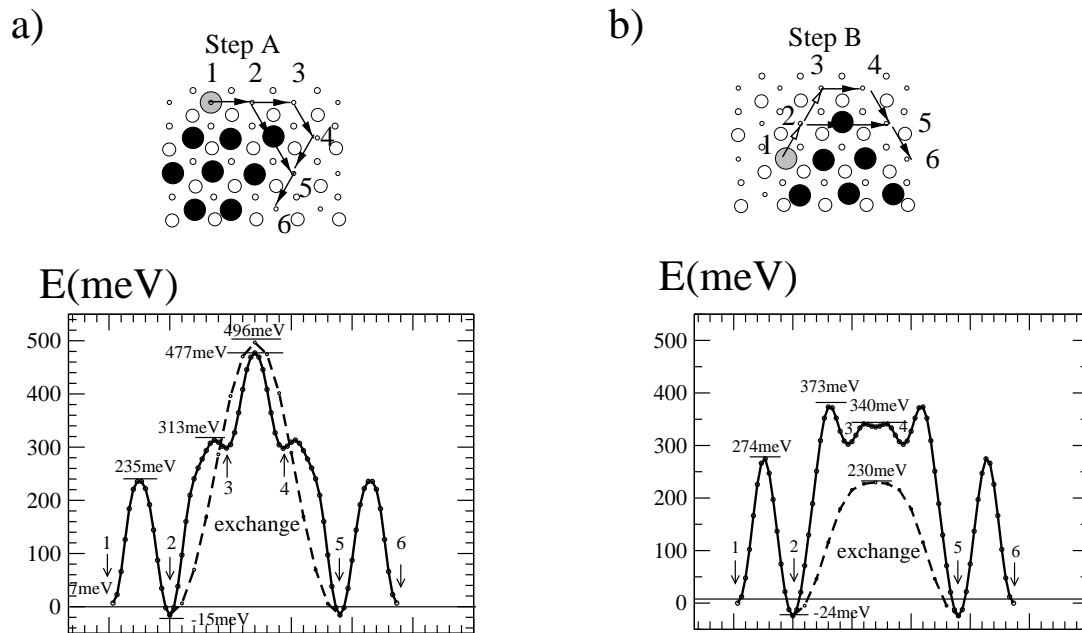 a)
Step A
1 2 3
4
5
6
E(meV)
500
400
300
200
100
0
496meV
477meV
313meV
235meV
3 4
exchange
1 2 5 6
7meV
-15meV
b)
Step B
3 4
2 5
1 6
E(meV)
500
400
300
200
100
0
373meV
340meV
3 4
274meV
230meV
exchange
1 2 5 6
-24meV